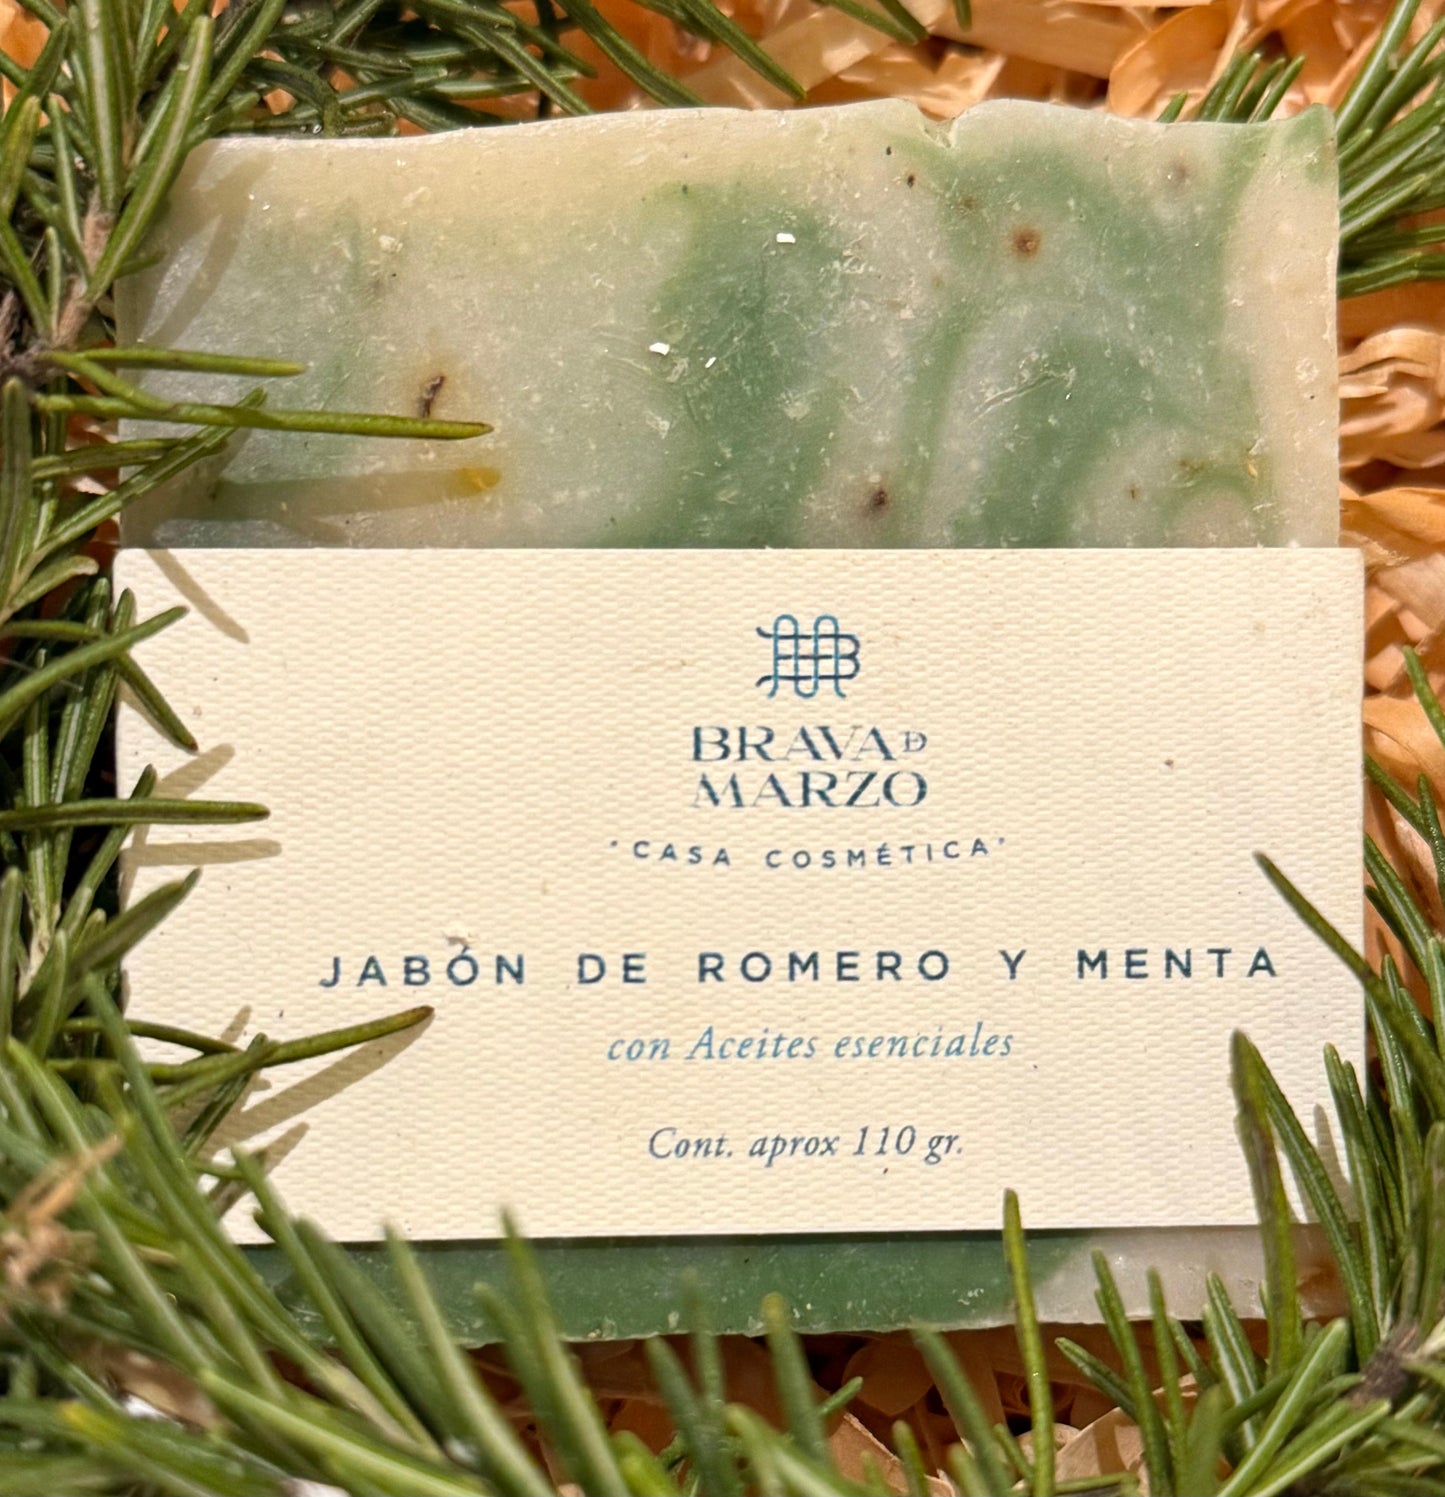 BRAVA D
MARZO
"CASA COSMÉTICA"
JABÓN DE ROMERO Y MENTA
con Aceites esenciales
Cont. aprox 110 gr.